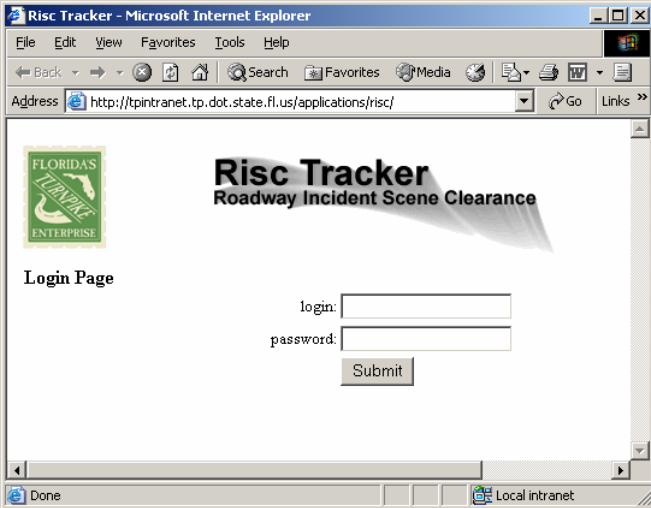 Risc Tracker - Microsoft Internet Explorer
File Edit View Favorites Tools Help
Back Search Favorites Media
Address http://tpintranet.tp.dot.state.fl.us/applications/risc/ Go Links »
FLORIDA'S
TURNPIKE
ENTERPRISE
Risc Tracker
Roadway Incident Scene Clearance
Login Page
login:
password:
Submit
Done Local intranet